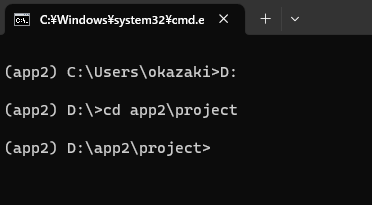 C:¥Windows¥system32¥cmd.e
(app2) C:\Users\okazaki>D:
(app2) D:\>cd app2\project
(app2) D:\app2\project>